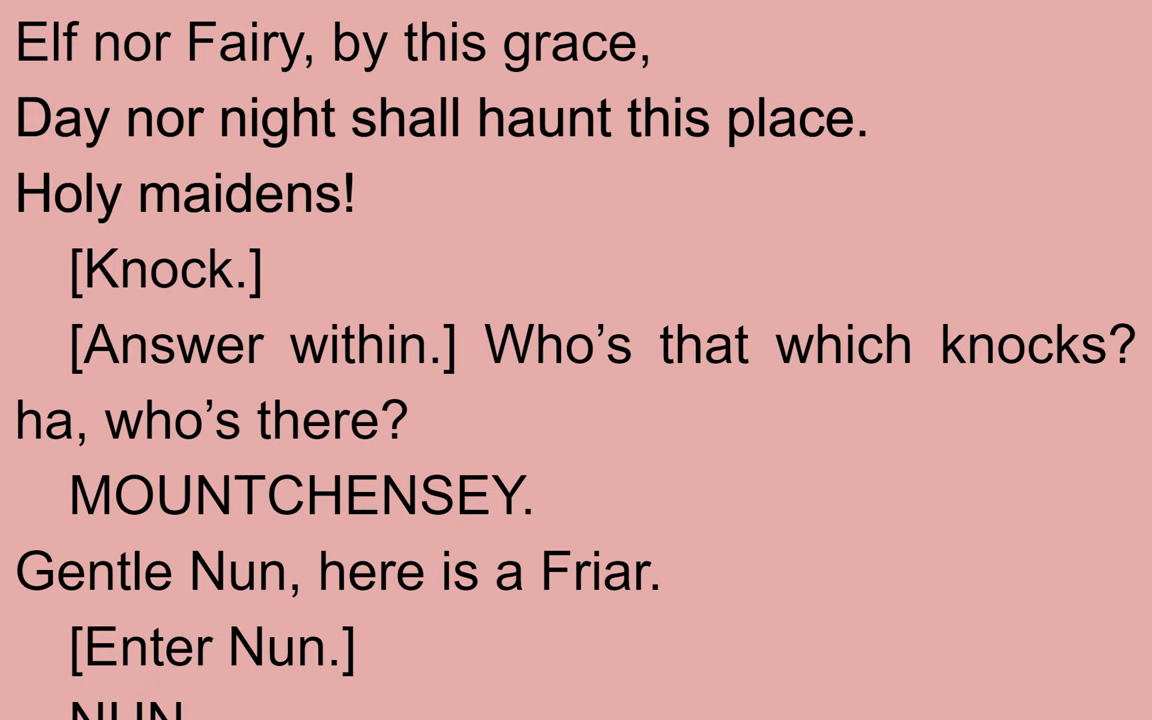 Elf nor Fairy, by this grace,
Day nor night shall haunt this place.
Holy maidens!
[Knock.]
[Answer within.] Who’s that which knocks?
ha, who’s there?
MOUNTCHENSEY.
Gentle Nun, here is a Friar.
[Enter Nun.]
NUN